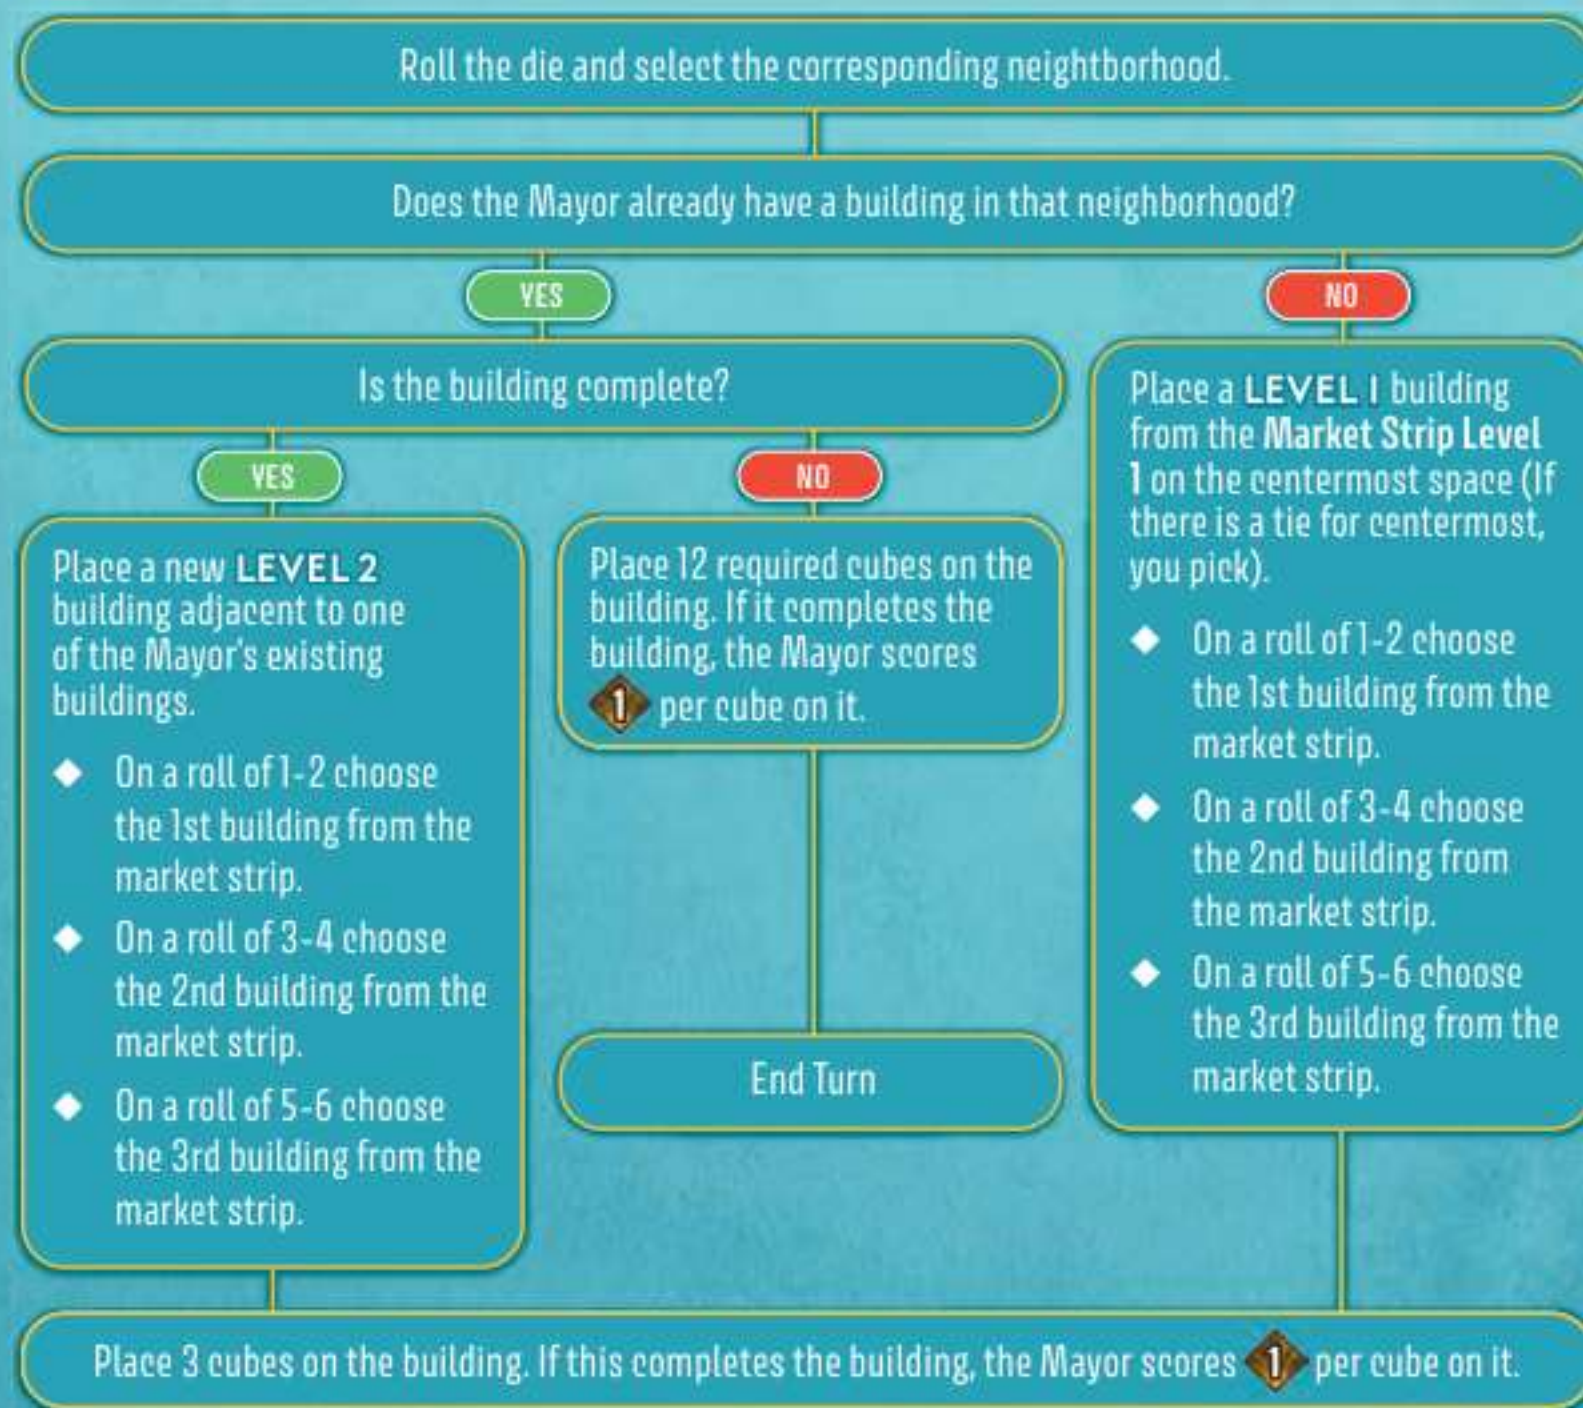 Roll the die and select the corresponding neightborhood.
Does the Mayor already have a building in that neighborhood?
YES
NO
Is the building complete?
YES
NO
Place a new LEVEL 2
building adjacent to one
of the Mayor's existing
buildings.
◆ On a roll of 1-2 choose
the 1st building from the
market strip.
◆ On a roll of 3-4 choose
the 2nd building from the
market strip.
◆ On a roll of 5-6 choose
the 3rd building from the
market strip.
Place 12 required cubes on the
building. If it completes the
building, the Mayor scores
1 per cube on it.
End Turn
Place a LEVEL 1 building
from the Market Strip Level
1 on the centermost space (If
there is a tie for centermost,
you pick).
◆ On a roll of 1-2 choose
the 1st building from the
market strip.
◆ On a roll of 3-4 choose
the 2nd building from
the market strip.
◆ On a roll of 5-6 choose
the 3rd building from the
market strip.
Place 3 cubes on the building. If this completes the building, the Mayor scores 1 per cube on it.